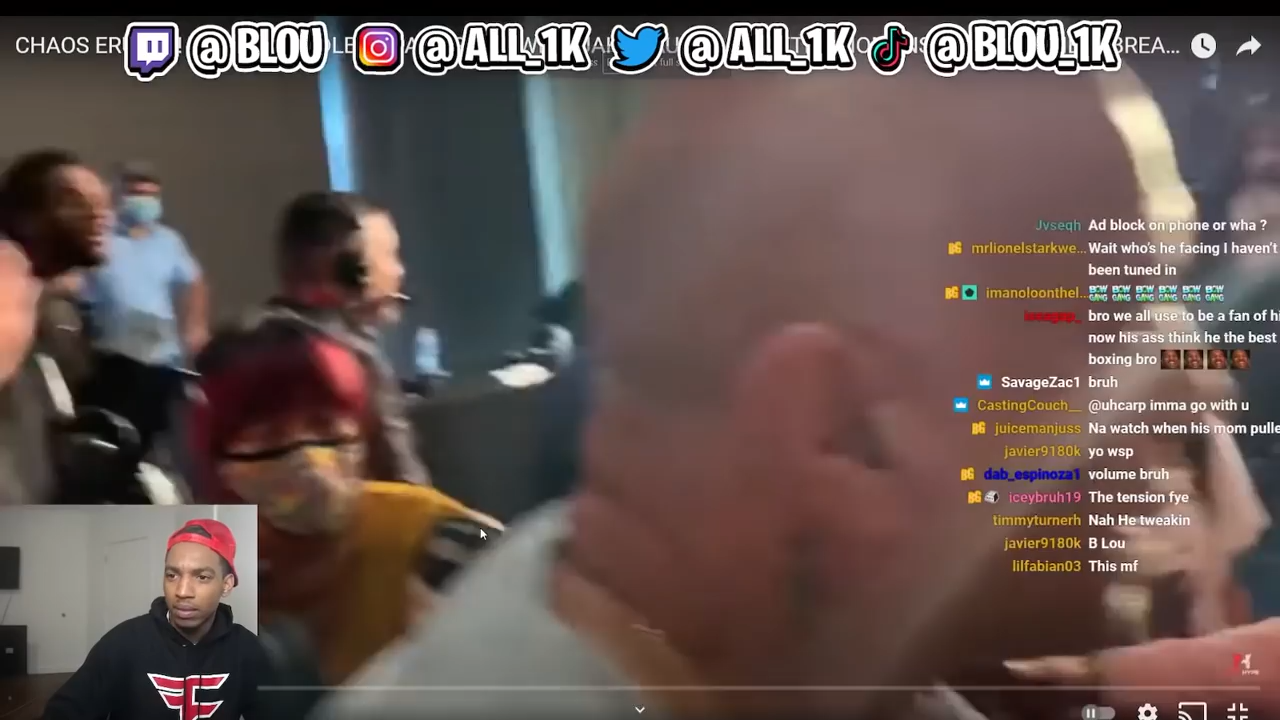 CHAOS ER
BREA...
@BLOU @ALL_1K @ALL_1K @BLOU_1K
Jvseqh Ad block on phone or wha ?
mrlionelstarkwe... Wait who's he facing I haven't
been tuned in
imanoloonthel...
bro we all use to be a fan of hi
now his ass think he the best
boxing bro
SavageZac1 bruh
CastingCouch__ @uhcarp imma go with u
juicemanjuss Na watch when his mom pulle
javier9180k yo wsp
dab_espinoza1 volume bruh
iceybruh19 The tension fye
timmyturnerh Nah He tweakin
javier9180k B Lou
lilfabian03 This mf